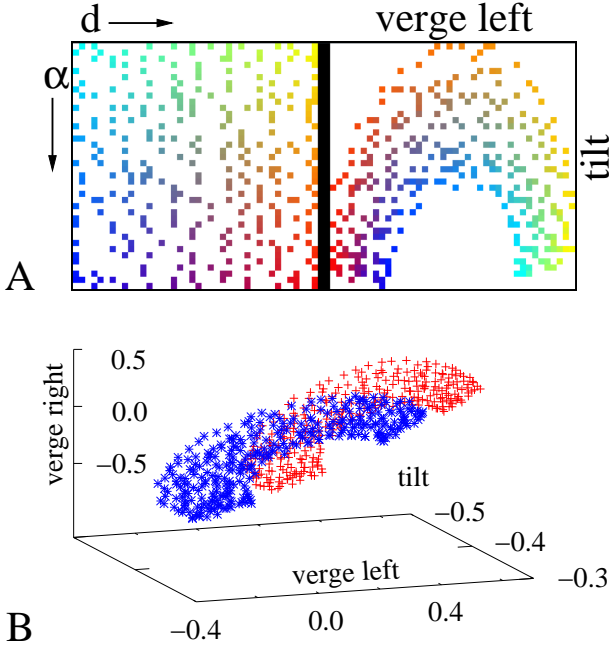 d verge left
α
tilt
A
0.5
0.0
−0.5
verge right
tilt
−0.5
−0.4
−0.3
verge left
−0.4 0.0 0.4
B